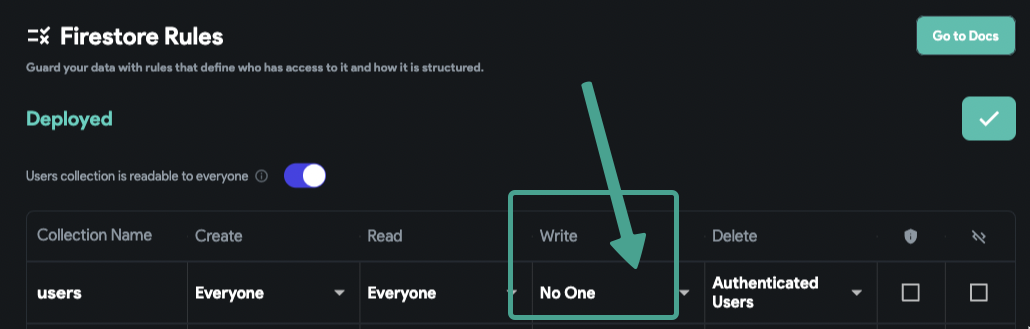 Firestore Rules
Go to Docs
Guard your data with rules that define who has access to it and how it is structured.
Deployed
Users collection is readable to everyone
Collection Name Create Read Write Delete
users Everyone Everyone No One Authenticated
Users